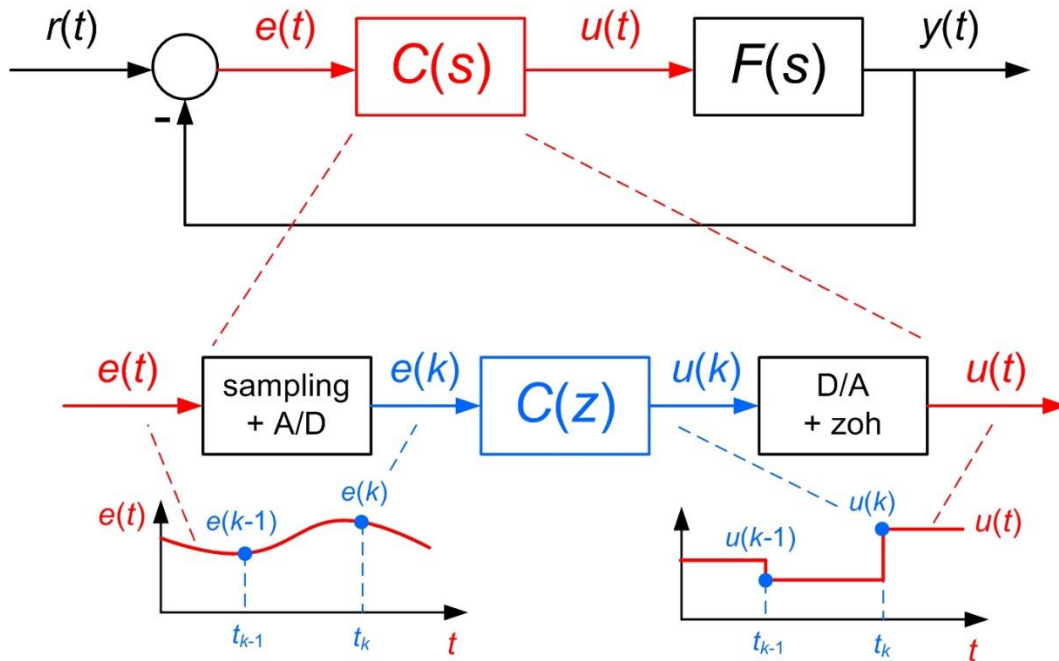 r(t)
e(t)
C(s)
u(t)
F(s)
y(t)
-
e(t)
sampling
+ A/D
e(k)
C(z)
u(k)
D/A
+ zoh
u(t)
e(t)
e(k-1)
e(k)
t_{k-1}
t_k
t
u(k-1)
u(k)
u(t)
t_{k-1}
t_k
t